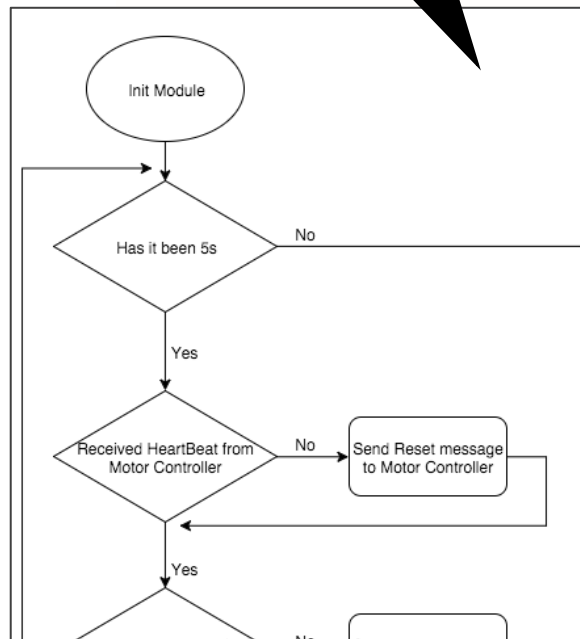 Init Module
Has it been 5s
No
Yes
Received HeartBeat from
Motor Controller
No
Send Reset message
to Motor Controller
Yes
No